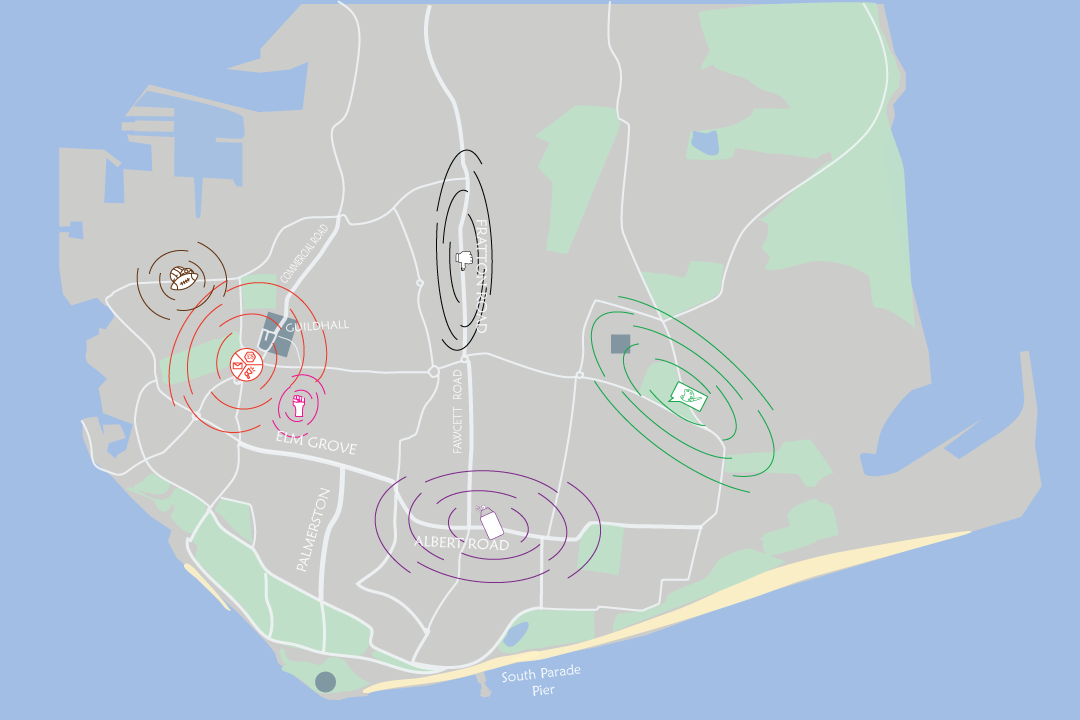 COMMERCIAL ROAD
FRATTON ROAD
GUILDHALL
FAWCETT ROAD
ELM GROVE
PALMERSTON
ALBERT ROAD
South Parade
Pier